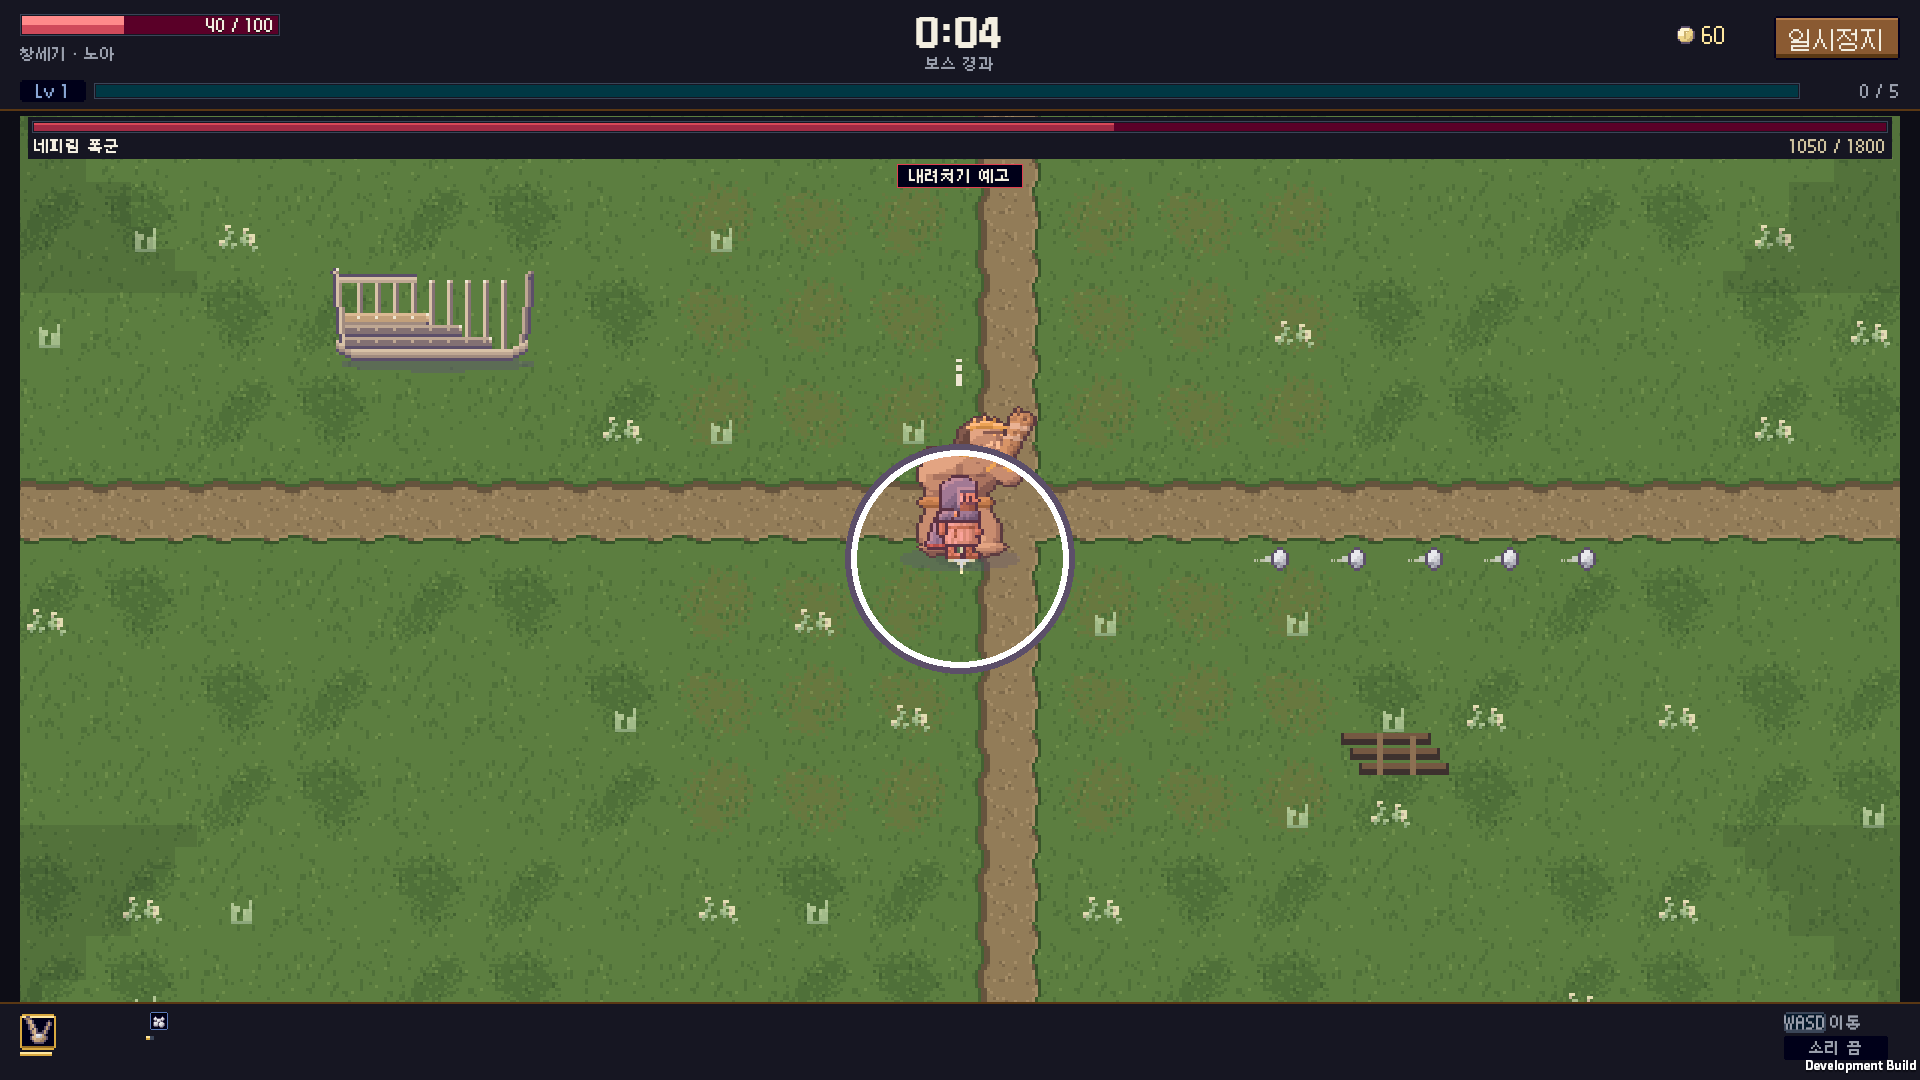 40 / 100
창세기 · 노아
0:04
보스 경과
60
일시정지
Lv 1
0 / 5
네피림 폭군
1050 / 1800
내려치기 예고
WASD 이동
소리 끔
Development Build